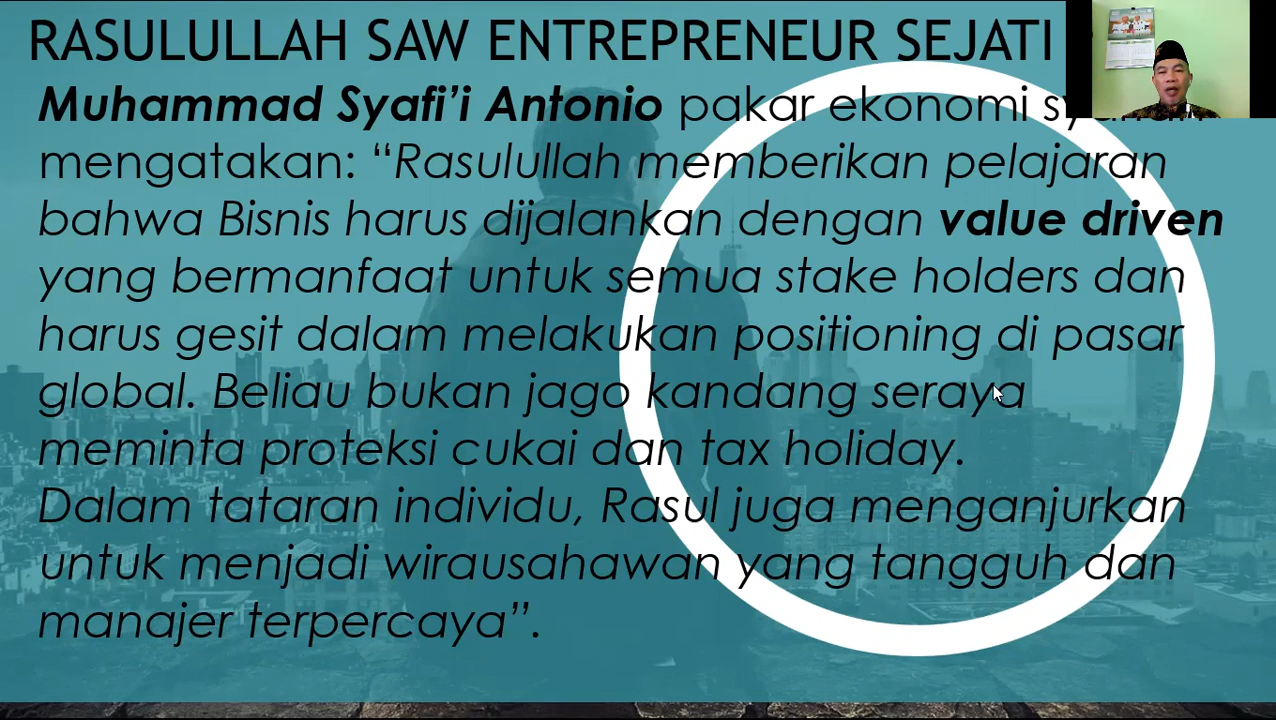 RASULULLAH SAW ENTREPRENEUR SEJATI
Muhammad Syafi’i Antonio pakar ekonomi
mengatakan: “Rasulullah memberikan pelajaran
bahwa Bisnis harus dijalankan dengan value driven
yang bermanfaat untuk semua stake holders dan
harus gesit dalam melakukan positioning di pasar
global. Beliau bukan jago kandang seraya
meminta proteksi cukai dan tax holiday.
Dalam tataran individu, Rasul juga menganjurkan
untuk menjadi wirausahawan yang tangguh dan
manajer terpercaya”.